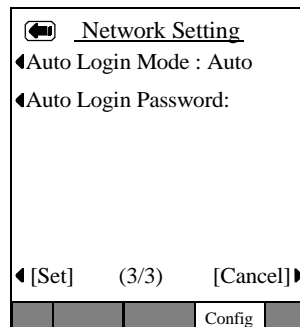 Network Setting
Auto Login Mode : Auto
Auto Login Password:
[Set] (3/3) [Cancel]
Config